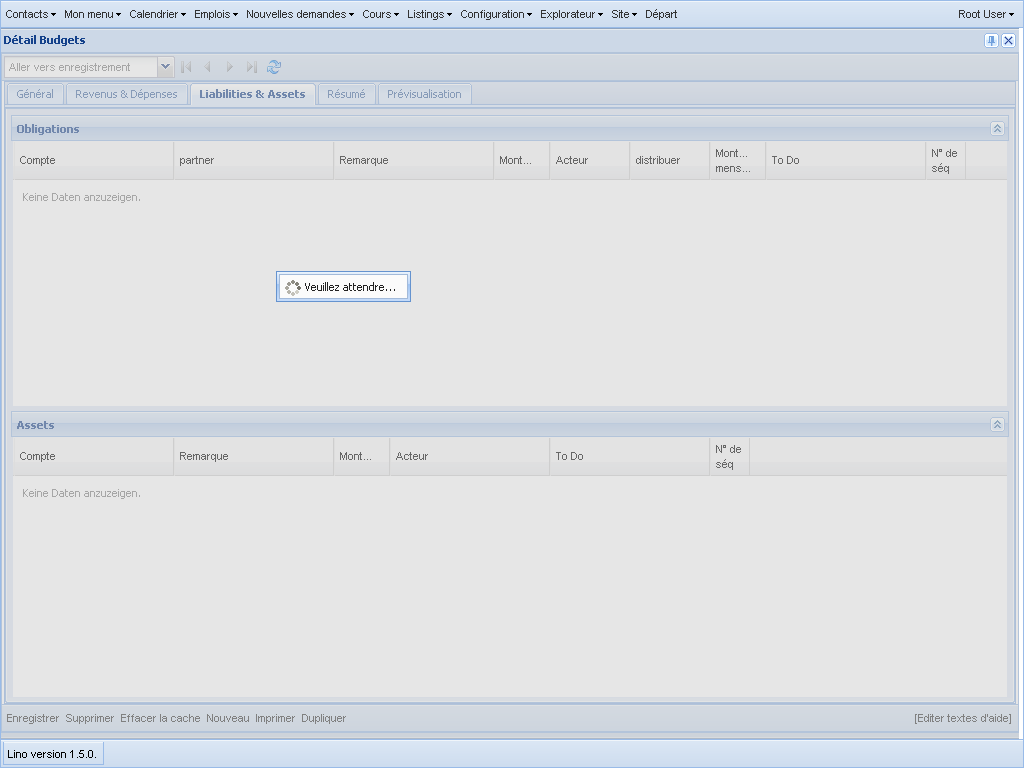 Contacts Mon menu Calendrier Emplois Nouvelles demandes Cours Listings Configuration Explorateur Site Départ Root User
Détail Budgets
Aller vers enregistrement
Général Revenus & Dépenses Liabilities & Assets Résumé Prévisualisation
Obligations
Compte partner Remarque Mont... Acteur distribuer Mont... mens... To Do N° de séq
Keine Daten anzuzeigen.
Veuillez attendre...
Assets
Compte Remarque Mont... Acteur To Do N° de séq
Keine Daten anzuzeigen.
Enregistrer Supprimer Effacer la cache Nouveau Imprimer Dupliquer [Editer textes d'aide]
Lino version 1.5.0.